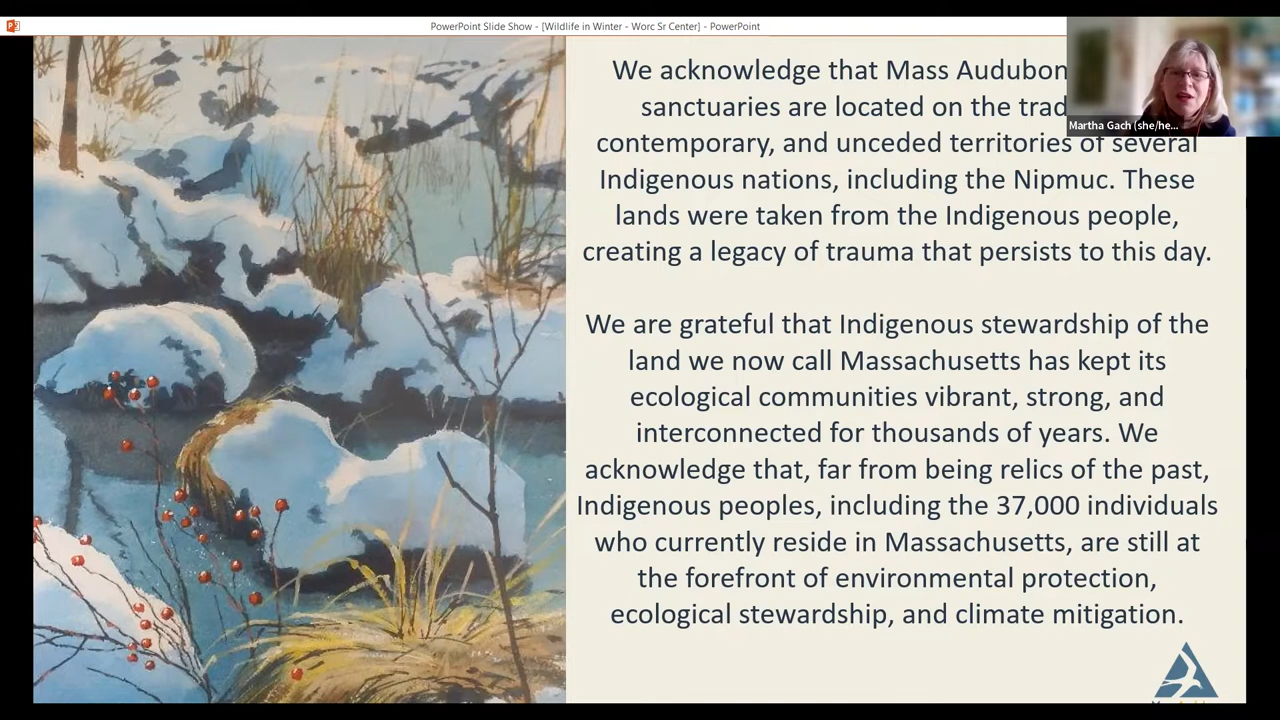 PowerPoint Slide Show - [Wildlife in Winter - Worc Sr Center] - PowerPoint
Martha Gach (she/he...
We acknowledge that Mass Audubon
sanctuaries are located on the trad
contemporary, and unceded territories of several
Indigenous nations, including the Nipmuc. These
lands were taken from the Indigenous people,
creating a legacy of trauma that persists to this day.
We are grateful that Indigenous stewardship of the
land we now call Massachusetts has kept its
ecological communities vibrant, strong, and
interconnected for thousands of years. We
acknowledge that, far from being relics of the past,
Indigenous peoples, including the 37,000 individuals
who currently reside in Massachusetts, are still at
the forefront of environmental protection,
ecological stewardship, and climate mitigation.